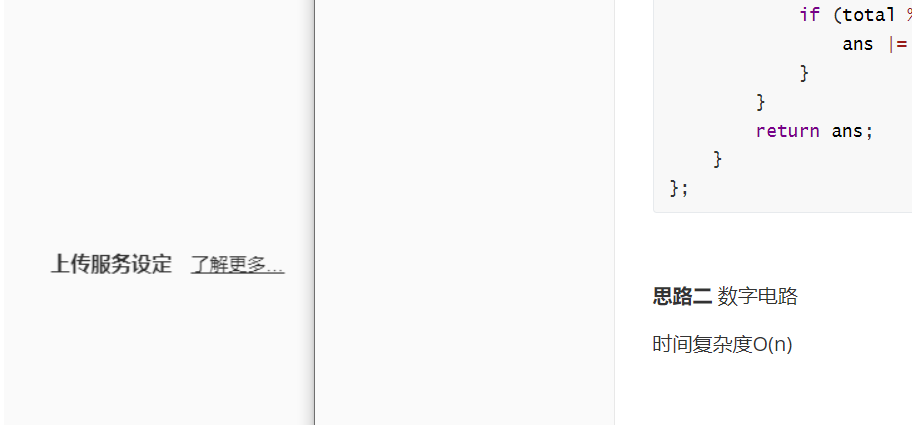 if (total %
ans |=
}
}
return ans;
}
};
上传服务设定 了解更多...
思路二 数字电路
时间复杂度O(n)